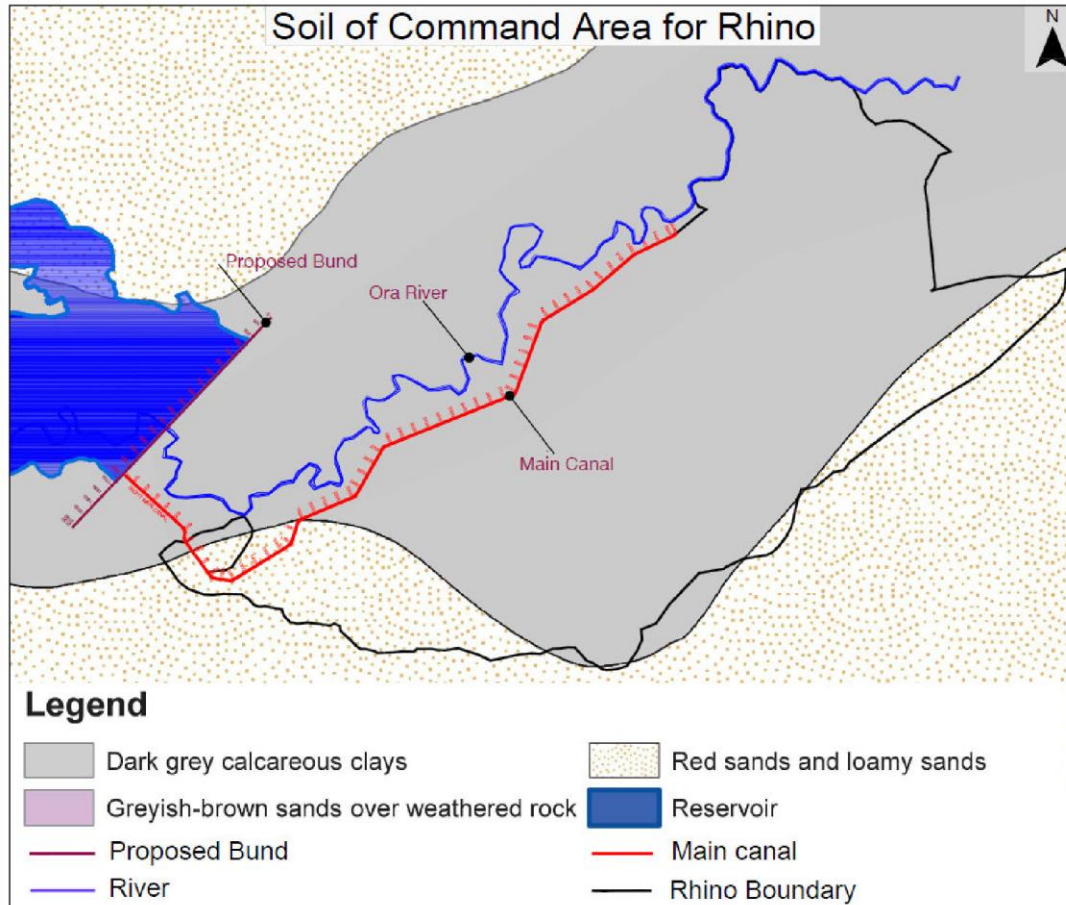 Soil of Command Area for Rhino
N
Proposed Bund
Ora River
Main Canal
Legend
Dark grey calcareous clays
Red sands and loamy sands
Greyish-brown sands over weathered rock
Reservoir
Proposed Bund
Main canal
River
Rhino Boundary